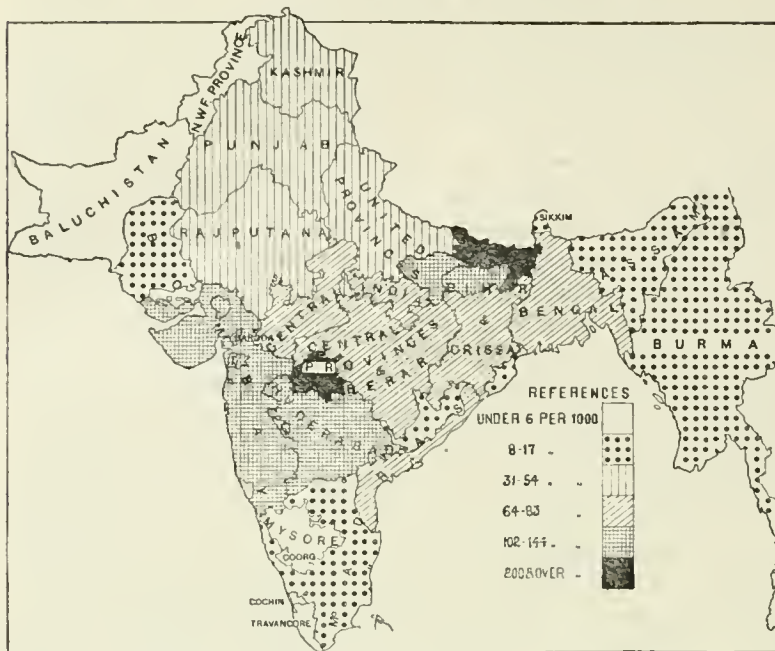 KASHMIR
NWF PROVINCE
PUNJAB
BALUCHISTAN
UNITED PROVINCES
RAJPUTANA
SIKKIM
ASSAM
CENTRAL INDIA
BENGAL
BARODA
CENTRAL PROVINCES & BERAR
& ORISSA
BURMA
MYSORE
COORG
COCHIN
TRAVANCORE
REFERENCES
UNDER 6 PER 1000
8-17 " "
31-54 " "
64-83 " "
102-144 " "
200&OVER "